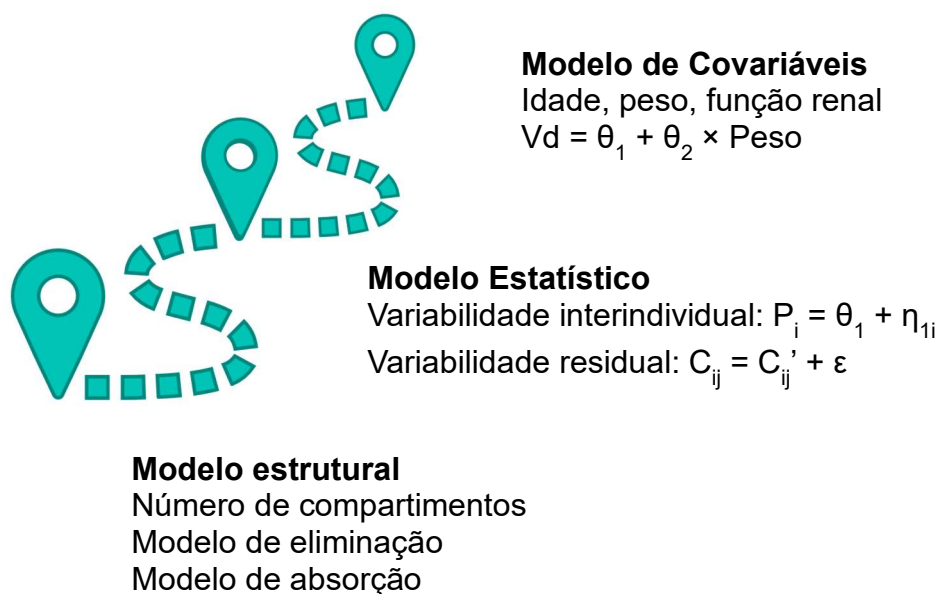 Modelo de Covariáveis
Idade, peso, função renal
Vd = θ₁ + θ₂ × Peso
Modelo Estatístico
Variabilidade interindividual: Pᵢ = θ₁ + η₁ᵢ
Variabilidade residual: Cᵢⱼ = Cᵢⱼ’ + ε
Modelo estrutural
Número de compartimentos
Modelo de eliminação
Modelo de absorção